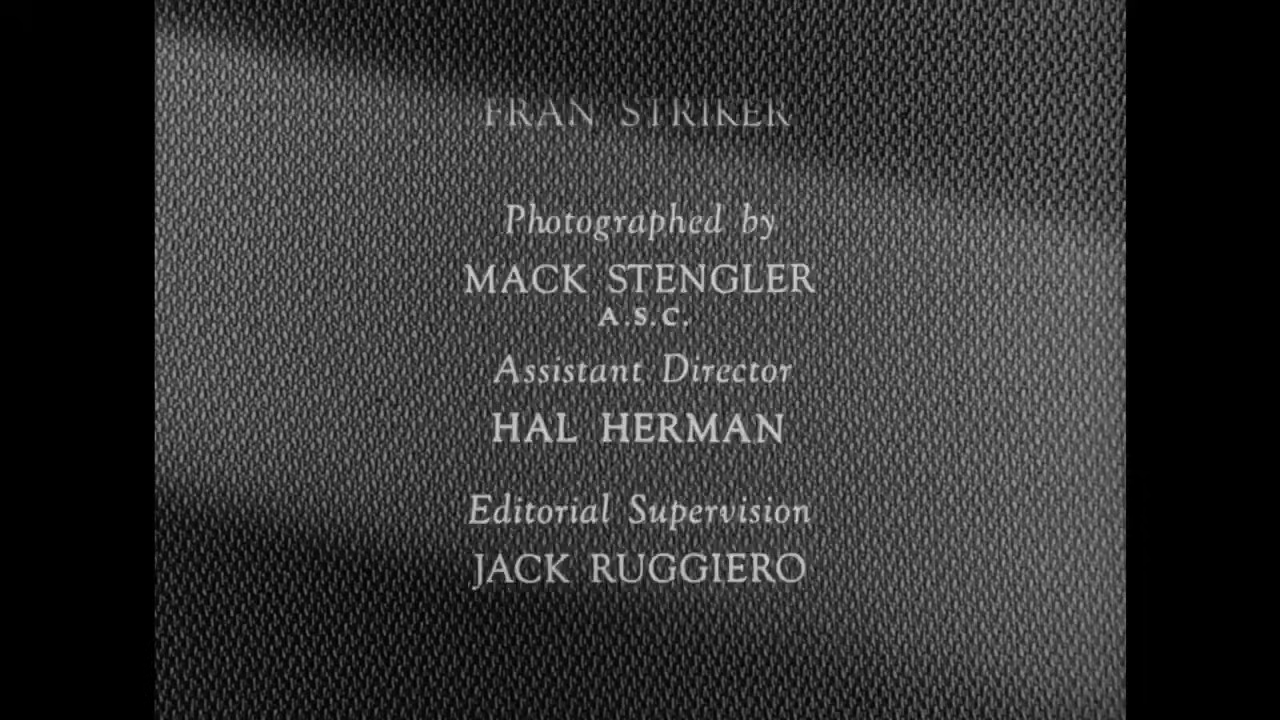 FRAN STRIKER
Photographed by
MACK STENGLER
A.S.C.
Assistant Director
HAL HERMAN
Editorial Supervision
JACK RUGGIERO